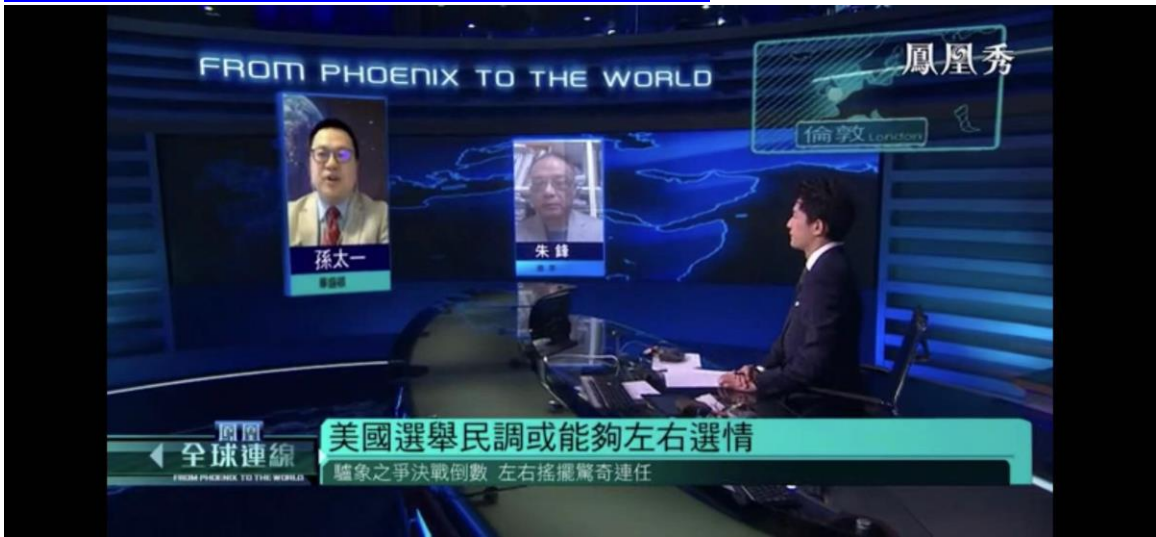 FROM PHOENIX TO THE WORLD
鳳凰秀
倫敦 London
孫太一
朱鋒
鳳凰
全球連線
FROM PHOENIX TO THE WORLD
美國選舉民調或能夠左右選情
驢象之爭決戰倒數 左右搖擺驚奇連任